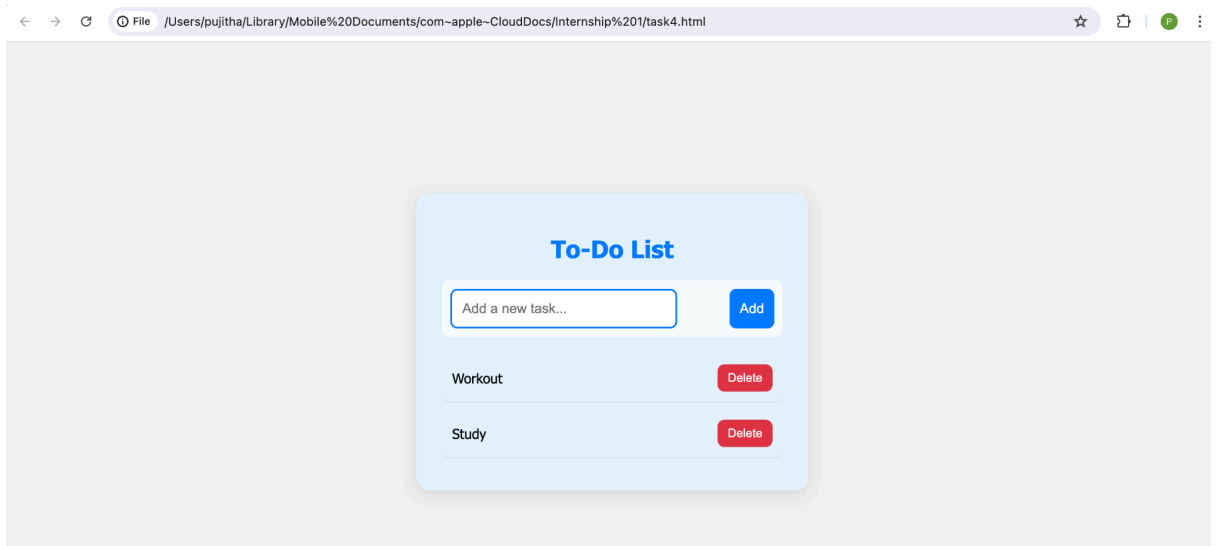 File /Users/pujitha/Library/Mobile%20Documents/com~apple~CloudDocs/Internship%201/task4.html
P
To-Do List
Add a new task... Add
Workout Delete
Study Delete